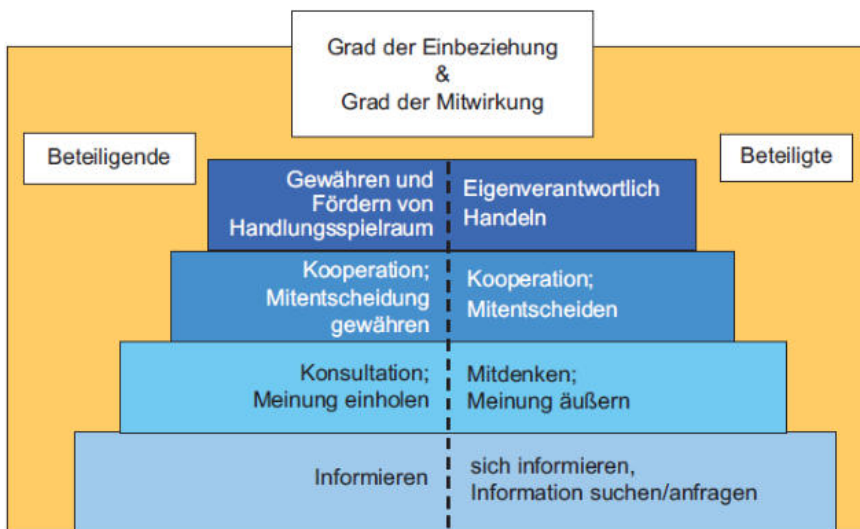 Grad der Einbeziehung
&
Grad der Mitwirkung
Beteiligende
Beteiligte
Gewähren und
Fördern von
Handlungsspielraum
Eigenverantwortlich
Handeln
Kooperation;
Mitentscheidung
gewähren
Kooperation;
Mitentscheiden
Konsultation;
Meinung einholen
Mitdenken;
Meinung äußern
Informieren
sich informieren,
Information suchen/anfragen